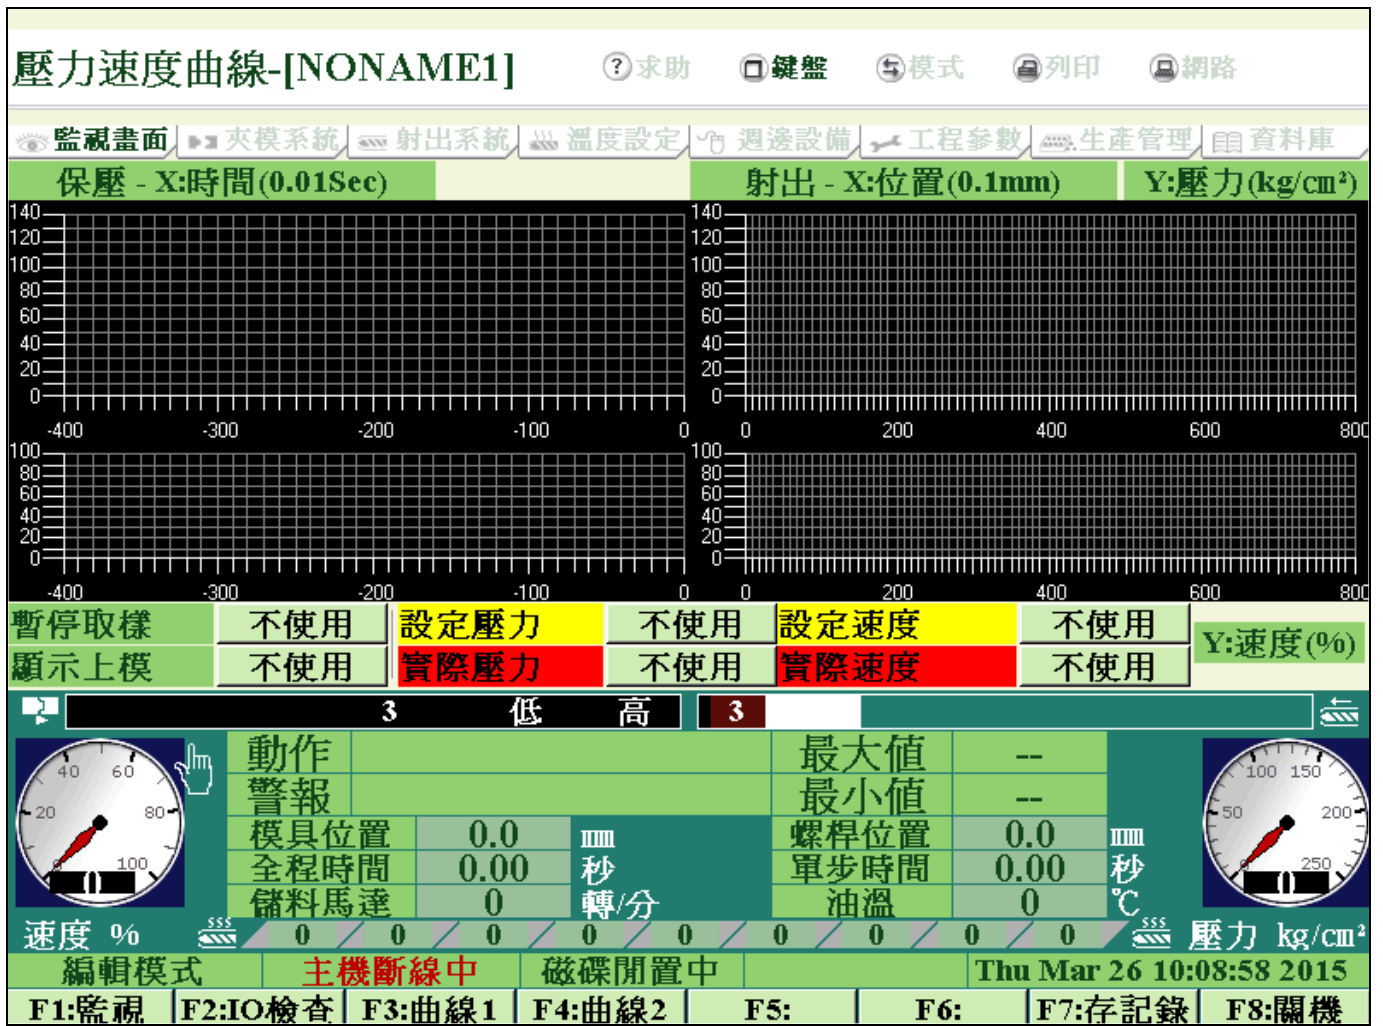 壓力速度曲線-[NONAME1] ?求助 鍵盤 模式 列印 網路
監視畫面 夾模系統 射出系統 溫度設定 週邊設備 工程參數 生產管理 資料庫
保壓 - X:時間(0.01Sec) 射出 - X:位置(0.1mm) Y:壓力(kg/cm²)
140 140
120 120
100 100
80 80
60 60
40 40
20 20
0 0
-400 -300 -200 -100 0 0 200 400 600 800
100 100
80 80
60 60
40 40
20 20
0 0
-400 -300 -200 -100 0 0 200 400 600 800
暫停取樣 不使用 設定壓力 不使用 設定速度 不使用 Y:速度(%)
顯示上模 不使用 實際壓力 不使用 實際速度 不使用
3 低 高 3
動作 最大值 --
警報 最小值 --
模具位置 0.0 mm 螺桿位置 0.0 mm
全程時間 0.00 秒 單步時間 0.00 秒
儲料馬達 0 轉/分 油溫 0 ℃
0 20 40 60 80 100 0
0 50 100 150 200 250 0
速度 % sss 0 0 0 0 0 0 0 0 0 sss 壓力 kg/cm²
編輯模式 主機斷線中 磁碟閒置中 Thu Mar 26 10:08:58 2015
F1:監視 F2:IO檢查 F3:曲線1 F4:曲線2 F5: F6: F7:存記錄 F8:關機